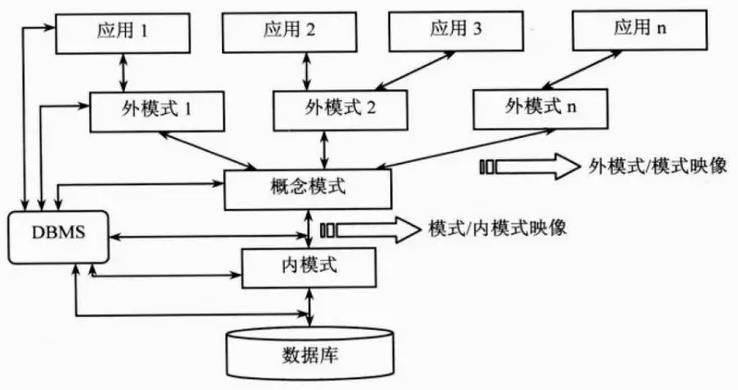 应用 1
应用 2
应用 3
应用 n
外模式 1
外模式 2
外模式 n
外模式/模式映像
概念模式
DBMS
模式/内模式映像
内模式
数据库